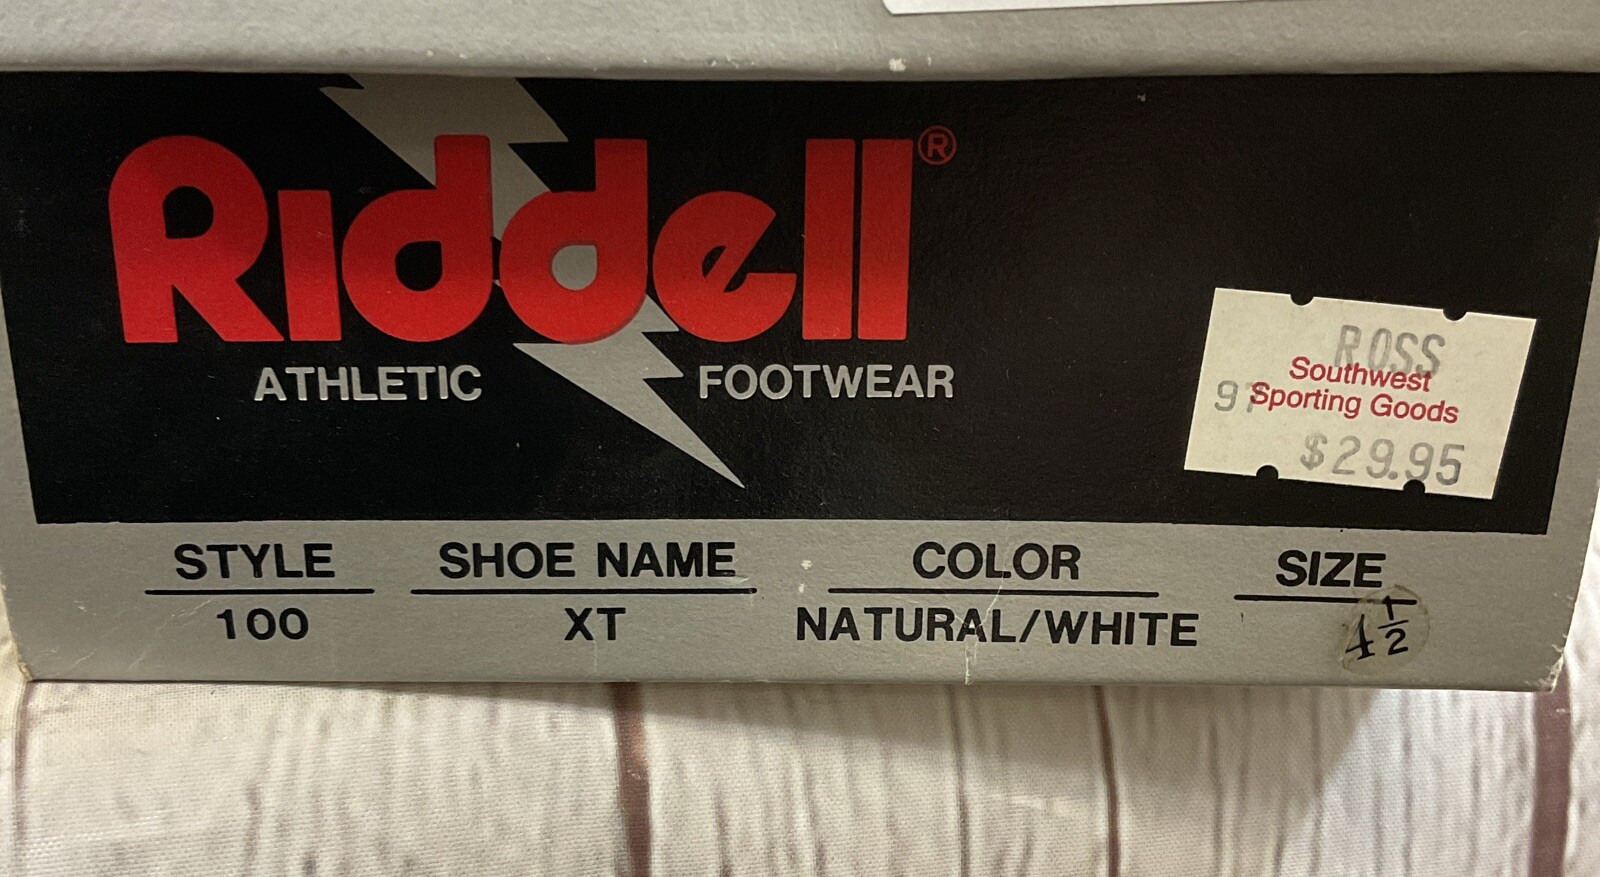 Riddell®
ATHLETIC FOOTWEAR
ROSS
Southwest
Sporting Goods
$29.95
STYLE SHOE NAME COLOR SIZE
100 XT NATURAL/WHITE 4 1/2